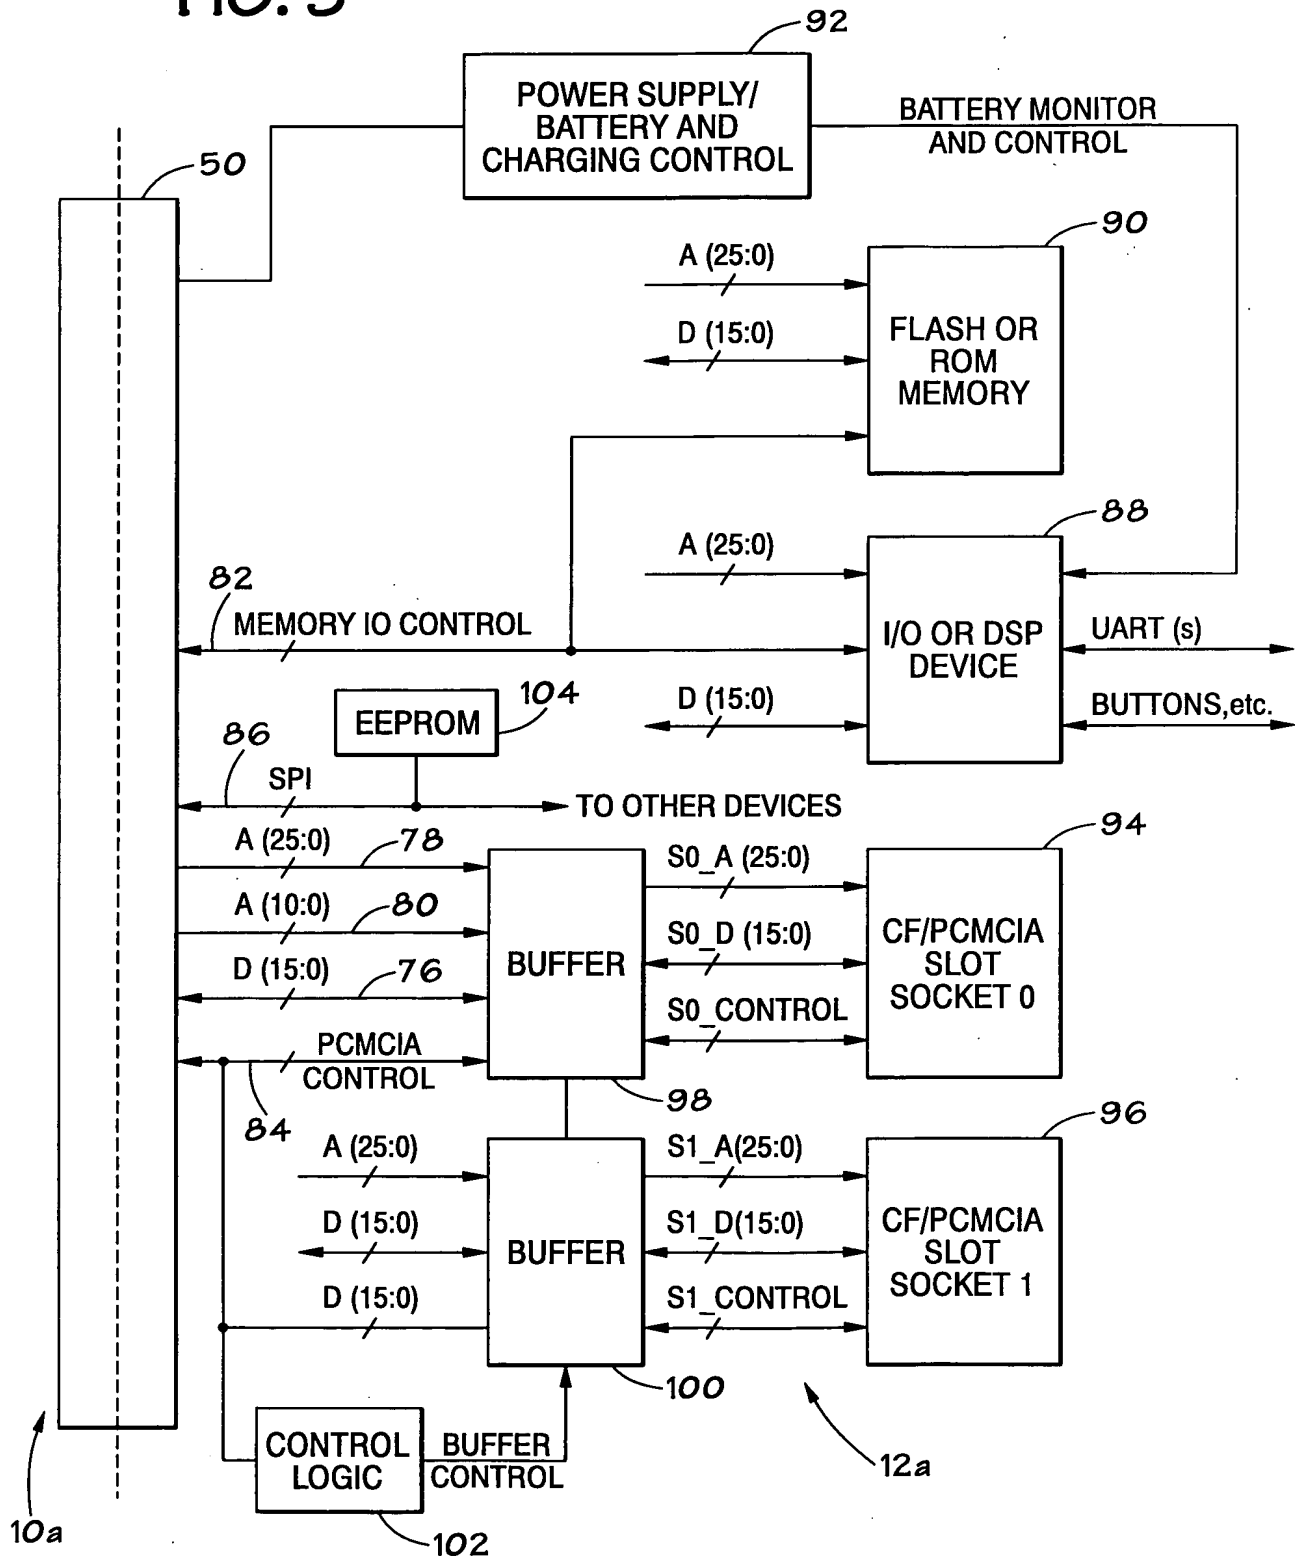 FIG. 5
92
POWER SUPPLY/
BATTERY AND
CHARGING CONTROL
BATTERY MONITOR
AND CONTROL
50
90
A (25:0)
D (15:0)
FLASH OR
ROM
MEMORY
88
A (25:0)
82
MEMORY IO CONTROL
I/O OR DSP
DEVICE
UART (s)
D (15:0)
BUTTONS,etc.
104
EEPROM
86
SPI
TO OTHER DEVICES
94
A (25:0)
78
S0_A (25:0)
A (10:0)
80
BUFFER
S0_D (15:0)
CF/PCMCIA
SLOT
SOCKET 0
D (15:0)
76
S0_CONTROL
PCMCIA
CONTROL
84
98
96
A (25:0)
S1_A(25:0)
D (15:0)
BUFFER
S1_D(15:0)
CF/PCMCIA
SLOT
SOCKET 1
D (15:0)
S1_CONTROL
100
CONTROL
LOGIC
BUFFER
CONTROL
12a
10a
102